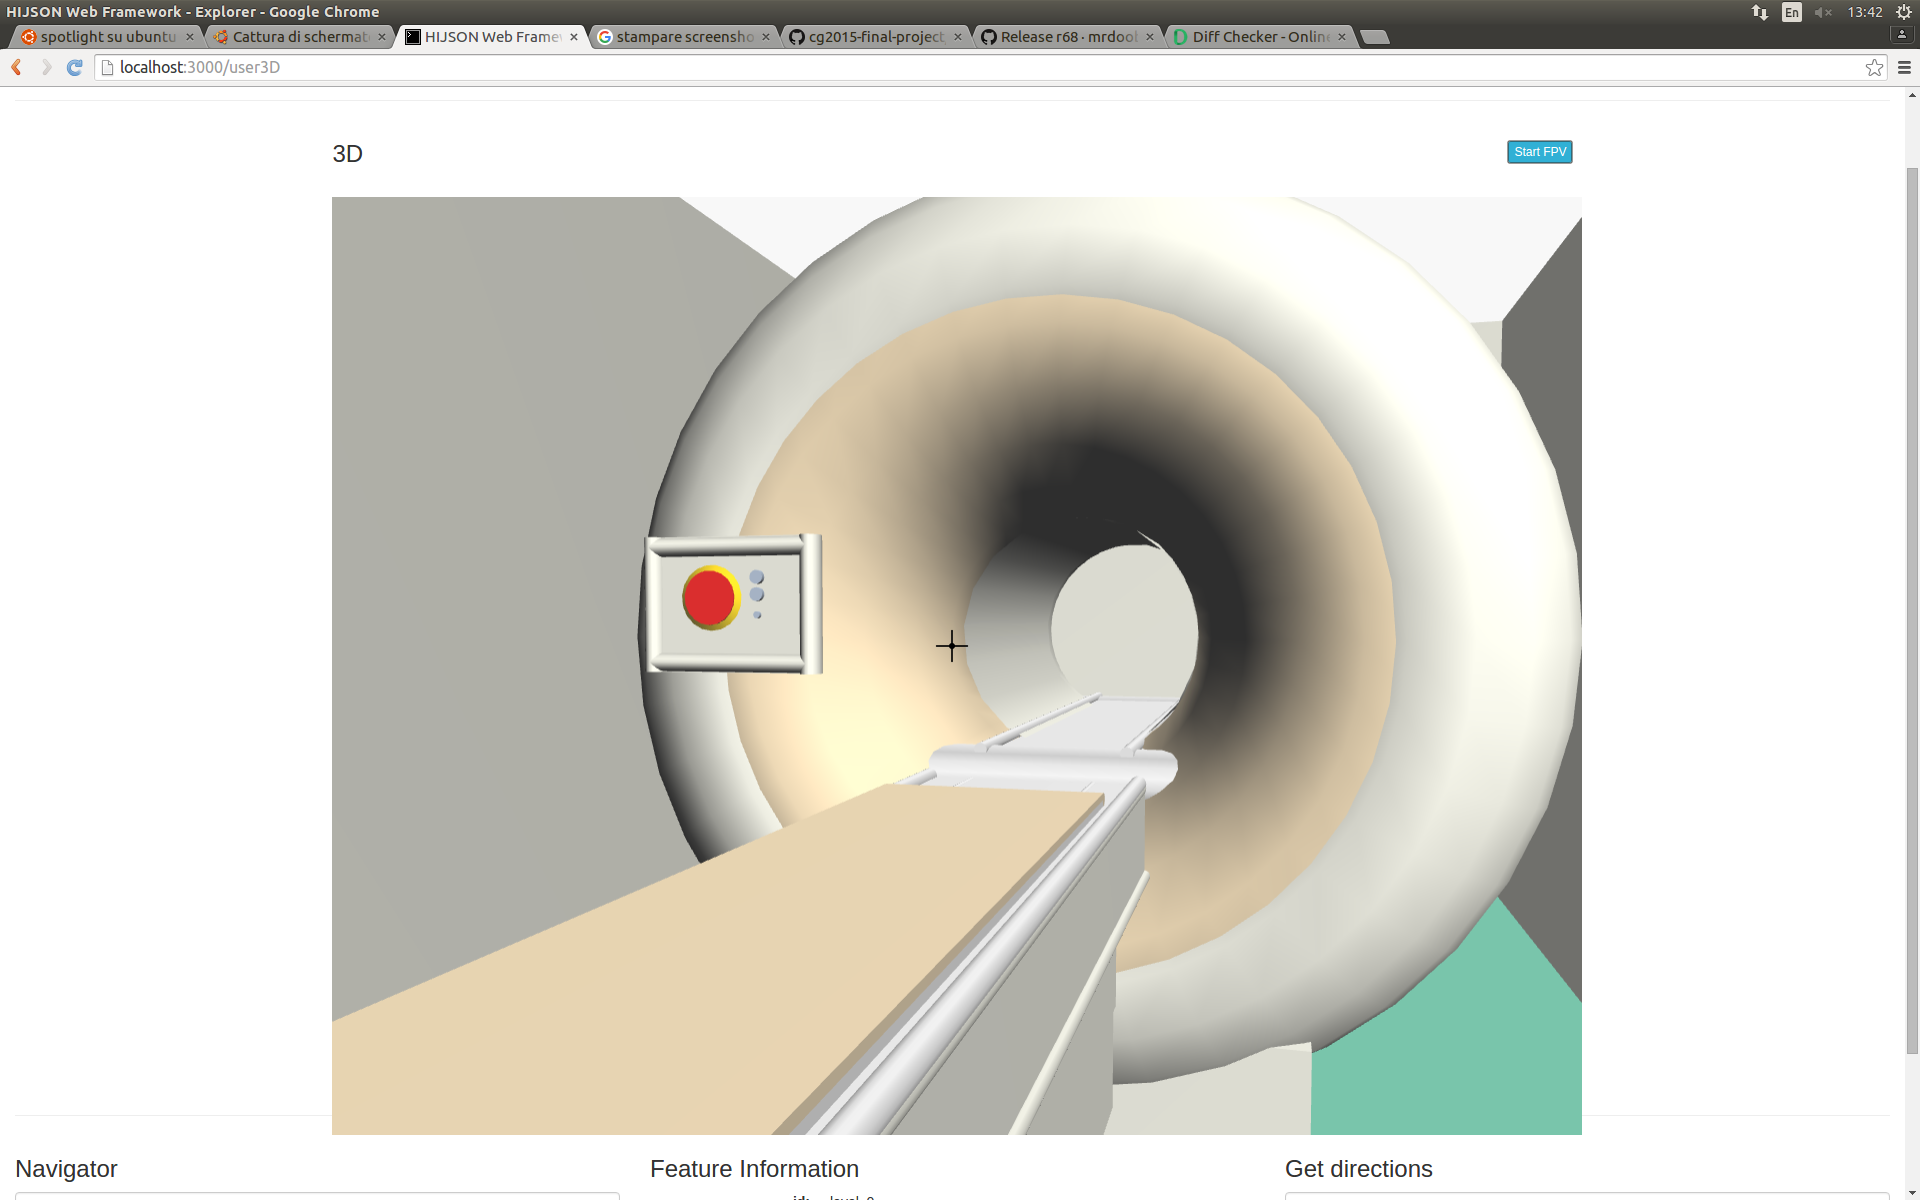 HIJSON Web Framework - Explorer - Google Chrome
En
13:42
spotlight su ubuntu
Cattura di schermat
HIJSON Web Frame
stampare screensho
cg2015-final-project
Release r68 · mrdoob
Diff Checker - Online
localhost:3000/user3D
3D
Start FPV
Navigator
Feature Information
Get directions